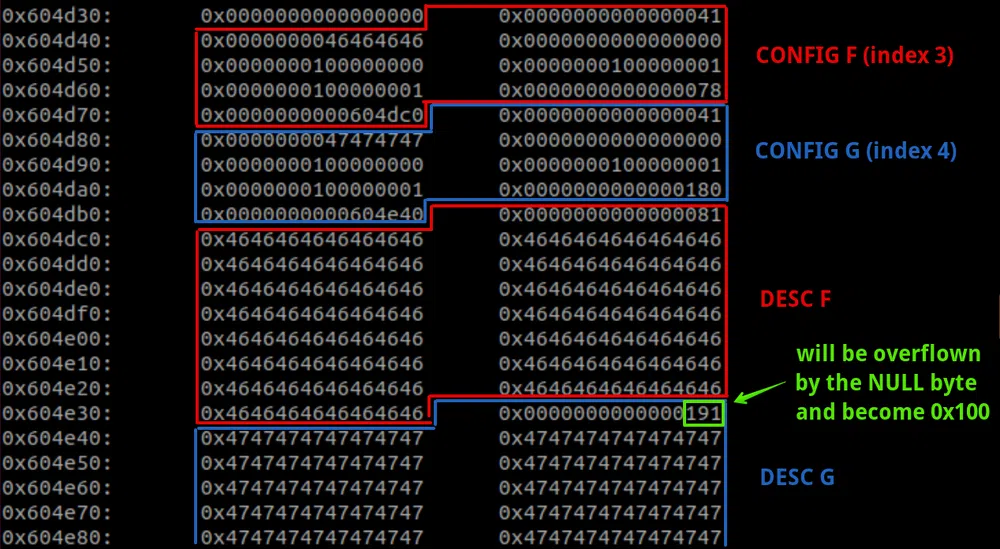 0x604d30: 0x0000000000000000 0x0000000000000041
0x604d40: 0x0000000046464646 0x0000000000000000
CONFIG F (index 3)
0x604d50: 0x0000000100000000 0x0000000100000001
0x604d60: 0x0000000100000001 0x0000000000000078
0x604d70: 0x0000000000604dc0 0x0000000000000041
0x604d80: 0x0000000047474747 0x0000000000000000
CONFIG G (index 4)
0x604d90: 0x0000000100000000 0x0000000100000001
0x604da0: 0x0000000100000001 0x0000000000000180
0x604db0: 0x0000000000604e40 0x0000000000000081
0x604dc0: 0x4646464646464646 0x4646464646464646
0x604dd0: 0x4646464646464646 0x4646464646464646
0x604de0: 0x4646464646464646 0x4646464646464646
DESC F
0x604df0: 0x4646464646464646 0x4646464646464646
0x604e00: 0x4646464646464646 0x4646464646464646
0x604e10: 0x4646464646464646 0x4646464646464646
0x604e20: 0x4646464646464646 0x4646464646464646
will be overflown
by the NULL byte
and become 0x100
0x604e30: 0x4646464646464646 0x0000000000000191
0x604e40: 0x4747474747474747 0x4747474747474747
0x604e50: 0x4747474747474747 0x4747474747474747
DESC G
0x604e60: 0x4747474747474747 0x4747474747474747
0x604e70: 0x4747474747474747 0x4747474747474747
0x604e80: 0x4747474747474747 0x4747474747474747